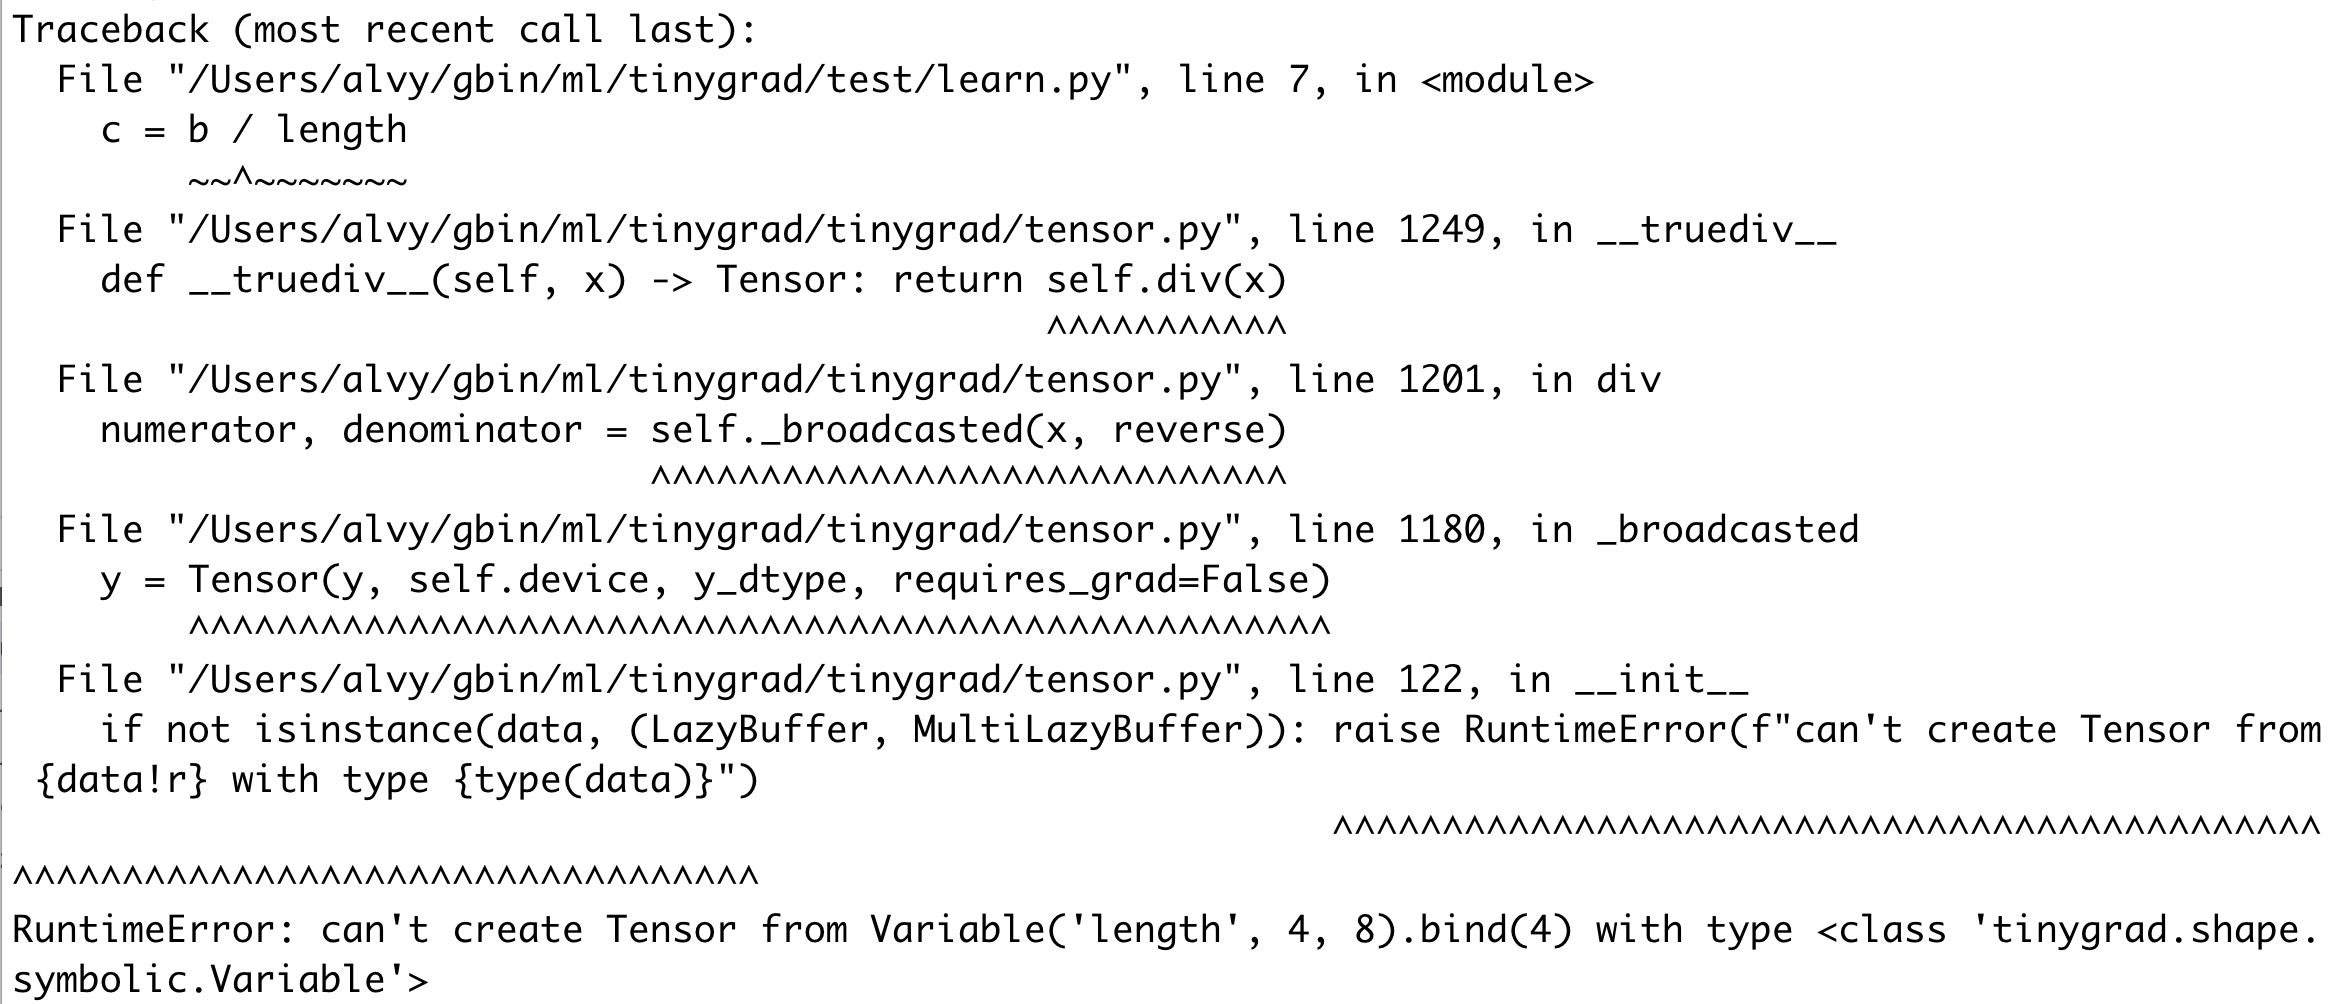 Traceback (most recent call last):
  File "/Users/alvy/gbin/ml/tinygrad/test/learn.py", line 7, in <module>
    c = b / length
        ~~^~~~~~~~
  File "/Users/alvy/gbin/ml/tinygrad/tinygrad/tensor.py", line 1249, in __truediv__
    def __truediv__(self, x) -> Tensor: return self.div(x)
                                               ^^^^^^^^^^^
  File "/Users/alvy/gbin/ml/tinygrad/tinygrad/tensor.py", line 1201, in div
    numerator, denominator = self._broadcasted(x, reverse)
                             ^^^^^^^^^^^^^^^^^^^^^^^^^^^^^
  File "/Users/alvy/gbin/ml/tinygrad/tinygrad/tensor.py", line 1180, in _broadcasted
    y = Tensor(y, self.device, y_dtype, requires_grad=False)
        ^^^^^^^^^^^^^^^^^^^^^^^^^^^^^^^^^^^^^^^^^^^^^^^^^^^^
  File "/Users/alvy/gbin/ml/tinygrad/tinygrad/tensor.py", line 122, in __init__
    if not isinstance(data, (LazyBuffer, MultiLazyBuffer)): raise RuntimeError(f"can't create Tensor from
 {data!r} with type {type(data)}")
                                                            ^^^^^^^^^^^^^^^^^^^^^^^^^^^^^^^^^^^^^^^^^^^^^
^^^^^^^^^^^^^^^^^^^^^^^^^^^^^^^^^^
RuntimeError: can't create Tensor from Variable('length', 4, 8).bind(4) with type <class 'tinygrad.shape.
symbolic.Variable'>